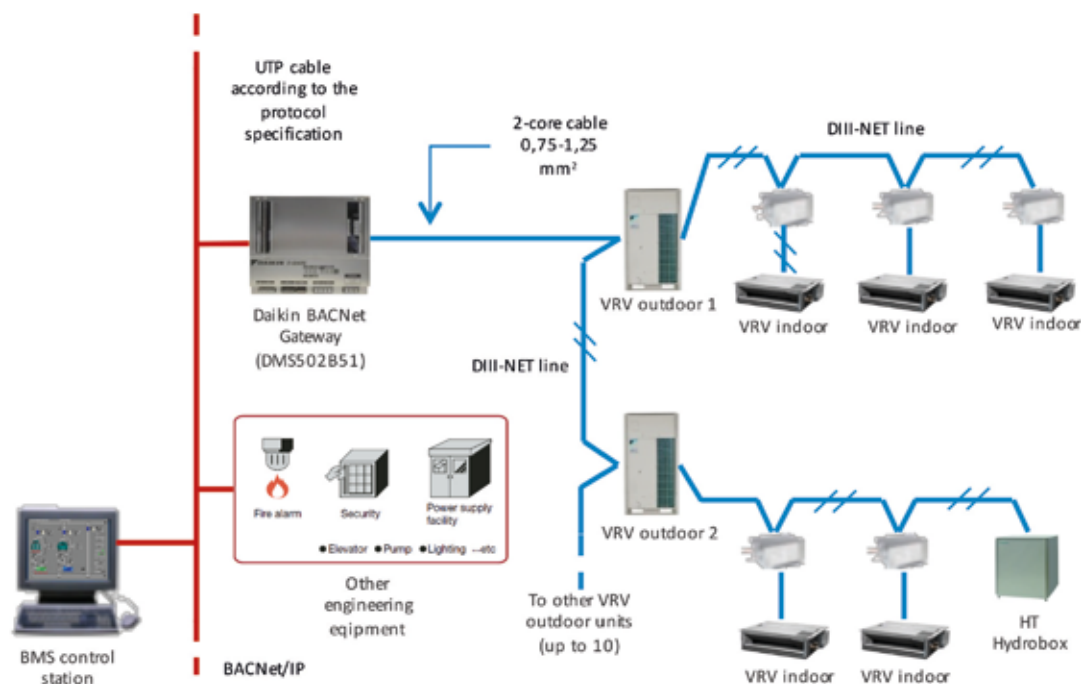 UTP cable
according to the
protocol
specification
2-core cable
0,75-1,25
mm²
DIII-NET line
VRV outdoor 1
VRV indoor
VRV indoor
VRV indoor
Daikin BACNet
Gateway
(DMS502B51)
DIII-NET line
Fire alarm
Security
Power supply
facility
● Elevator ● Pump ● Lighting ---etc
Other
engineering
eqipment
VRV outdoor 2
To other VRV
outdoor units
(up to 10)
HT
Hydrobox
VRV indoor
VRV indoor
BMS control
station
BACNet/IP